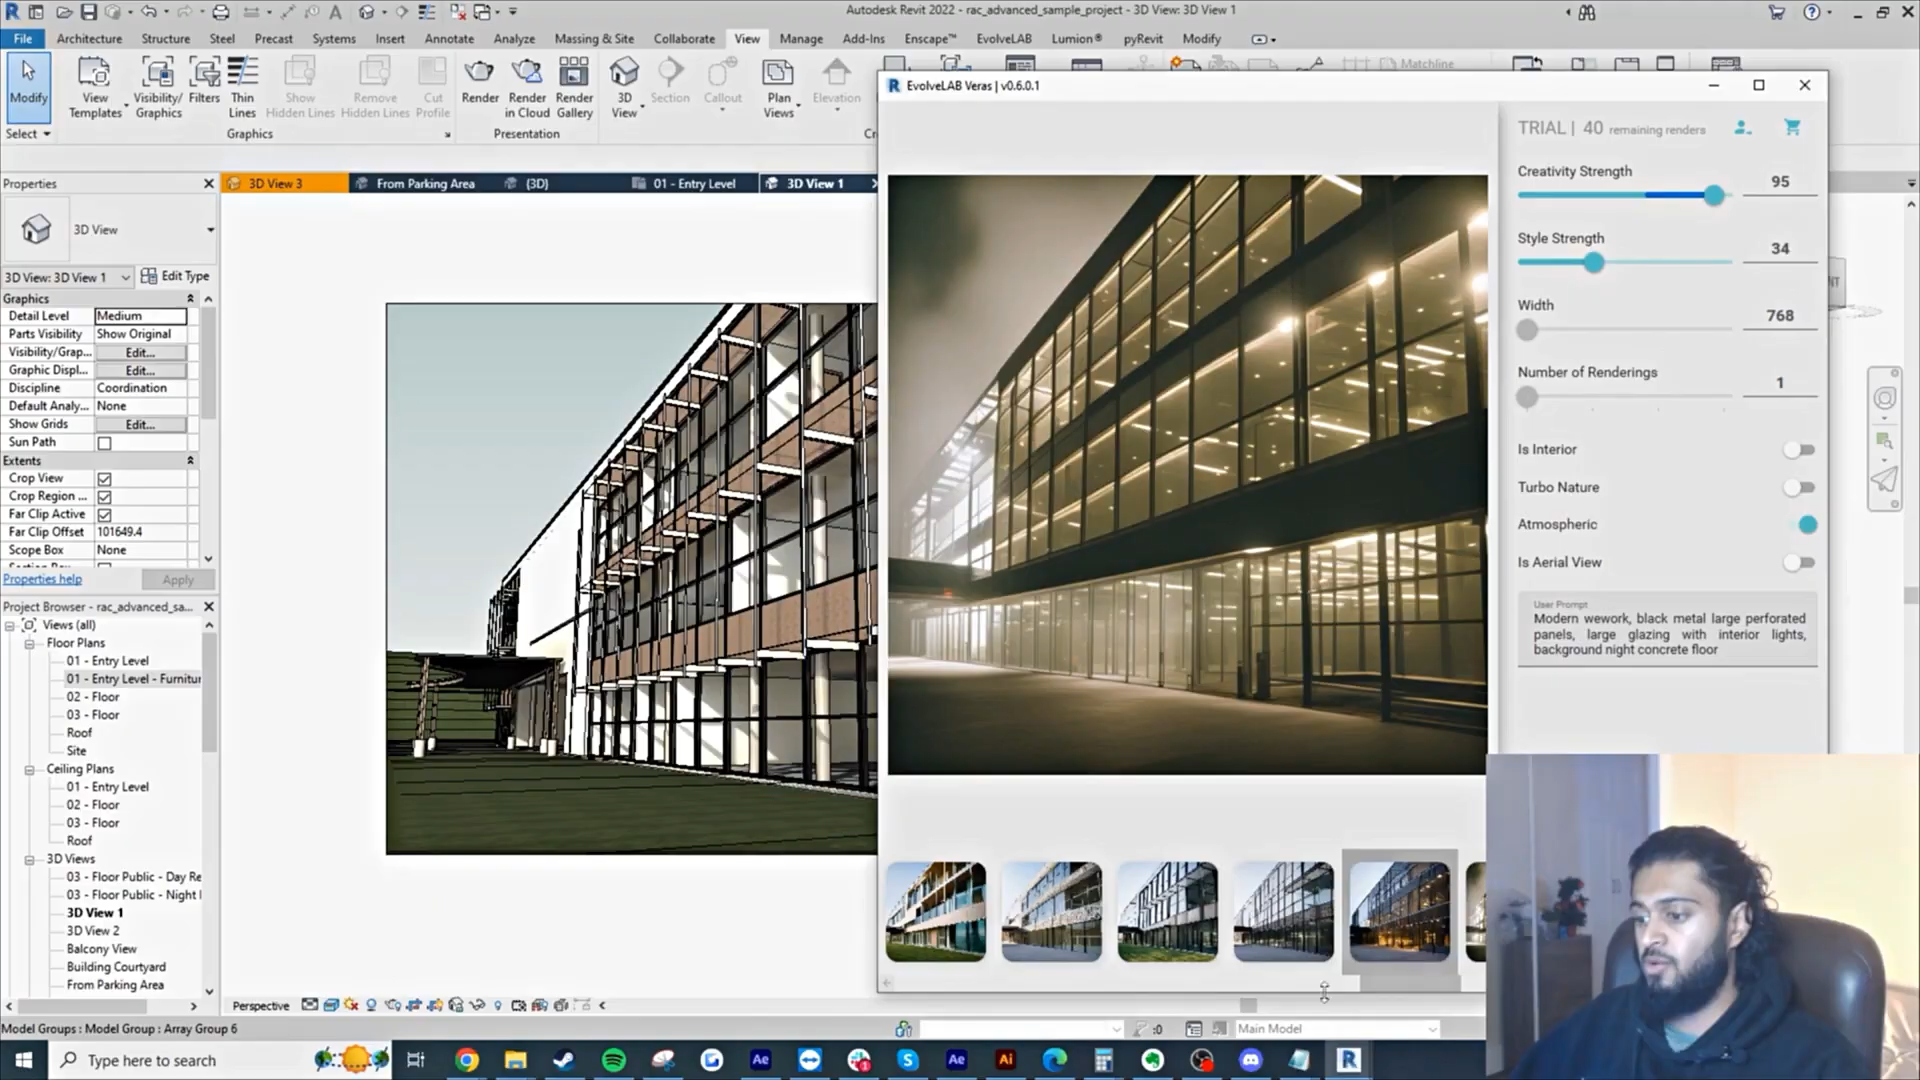 Autodesk Revit 2022 - rac_advanced_sample_project - 3D View: 3D View 1
File Architecture Structure Steel Precast Systems Insert Annotate Analyze Massing & Site Collaborate View Manage Add-Ins Enscape™ EvolveLAB Lumion® pyRevit Modify
Modify
View Templates
Visibility/ Graphics
Filters
Thin Lines
Show Hidden Lines
Remove Hidden Lines
Cut Profile
Render
Render in Cloud
Render Gallery
3D View
Section
Callout
Plan Views
Elevation
Matchline
Select
Graphics
Presentation
EvolveLAB Veras | v0.6.0.1
TRIAL | 40 remaining renders
Creativity Strength
95
Style Strength
34
Width
768
Number of Renderings
1
Is Interior
Turbo Nature
Atmospheric
Is Aerial View
User Prompt
Modern wework, black metal large perforated
panels, large glazing with interior lights,
background night concrete floor
Properties
3D View 3
From Parking Area
{3D}
01 - Entry Level
3D View 1
3D View
3D View: 3D View 1
Edit Type
Graphics
Detail Level Medium
Parts Visibility Show Original
Visibility/Grap... Edit...
Graphic Displ... Edit...
Discipline Coordination
Default Analy... None
Show Grids Edit...
Sun Path
Extents
Crop View
Crop Region ...
Far Clip Active
Far Clip Offset 101649.4
Scope Box None
Properties help
Apply
Project Browser - rac_advanced_sa...
Views (all)
Floor Plans
01 - Entry Level
01 - Entry Level - Furnitur
02 - Floor
03 - Floor
Roof
Site
Ceiling Plans
01 - Entry Level
02 - Floor
03 - Floor
Roof
3D Views
03 - Floor Public - Day Re
03 - Floor Public - Night
3D View 1
3D View 2
Balcony View
Building Courtyard
From Parking Area
Perspective
Model Groups : Model Group : Array Group 6
:0
Main Model
Type here to search